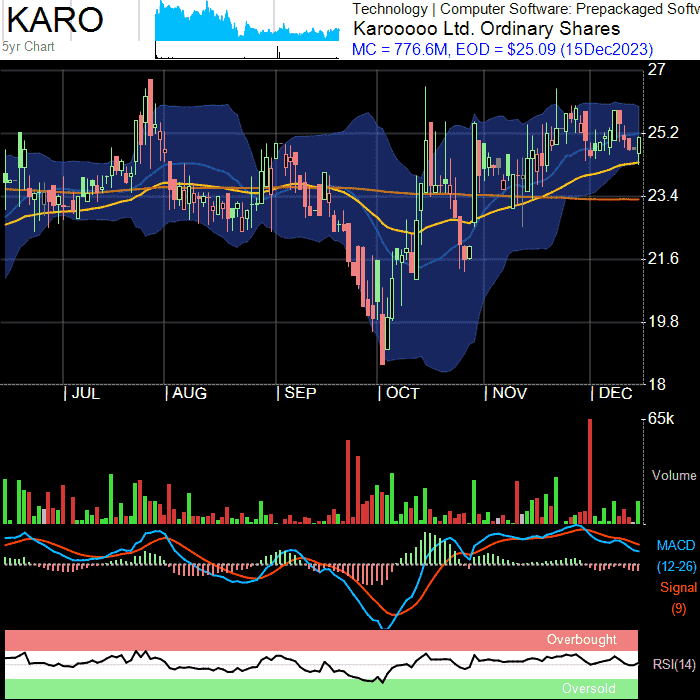 KARO
5yr Chart
Technology | Computer Software: Prepackaged Softw
Karooooo Ltd. Ordinary Shares
MC = 776.6M, EOD = $25.09 (15Dec2023)
27
25.2
23.4
21.6
19.8
18
| JUL | AUG | SEP | OCT | NOV | DEC
65k
Volume
MACD
(12-26)
Signal
(9)
Overbought
RSI(14)
Oversold